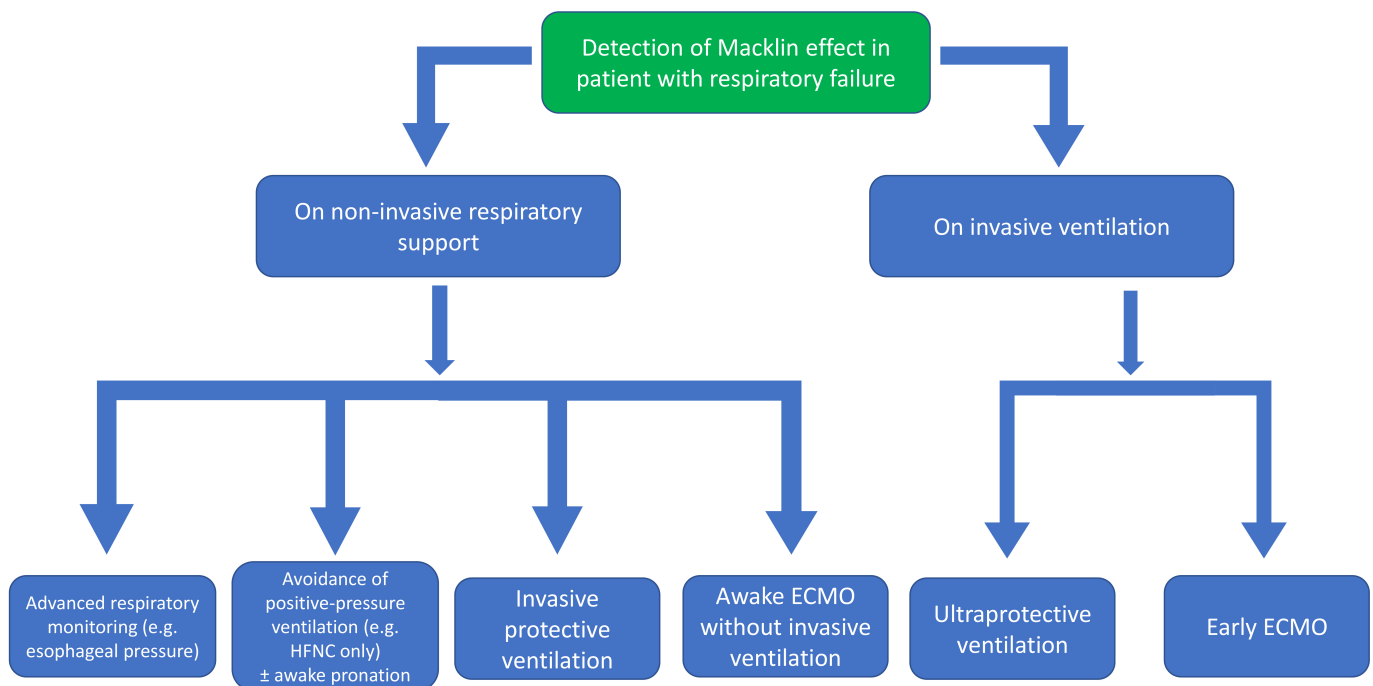 Detection of Macklin effect in
patient with respiratory failure
On non-invasive respiratory
support
On invasive ventilation
Advanced respiratory
monitoring (e.g.
esophageal pressure)
Avoidance of
positive-pressure
ventilation (e.g.
HFNC only)
± awake pronation
Invasive
protective
ventilation
Awake ECMO
without invasive
ventilation
Ultraprotective
ventilation
Early ECMO